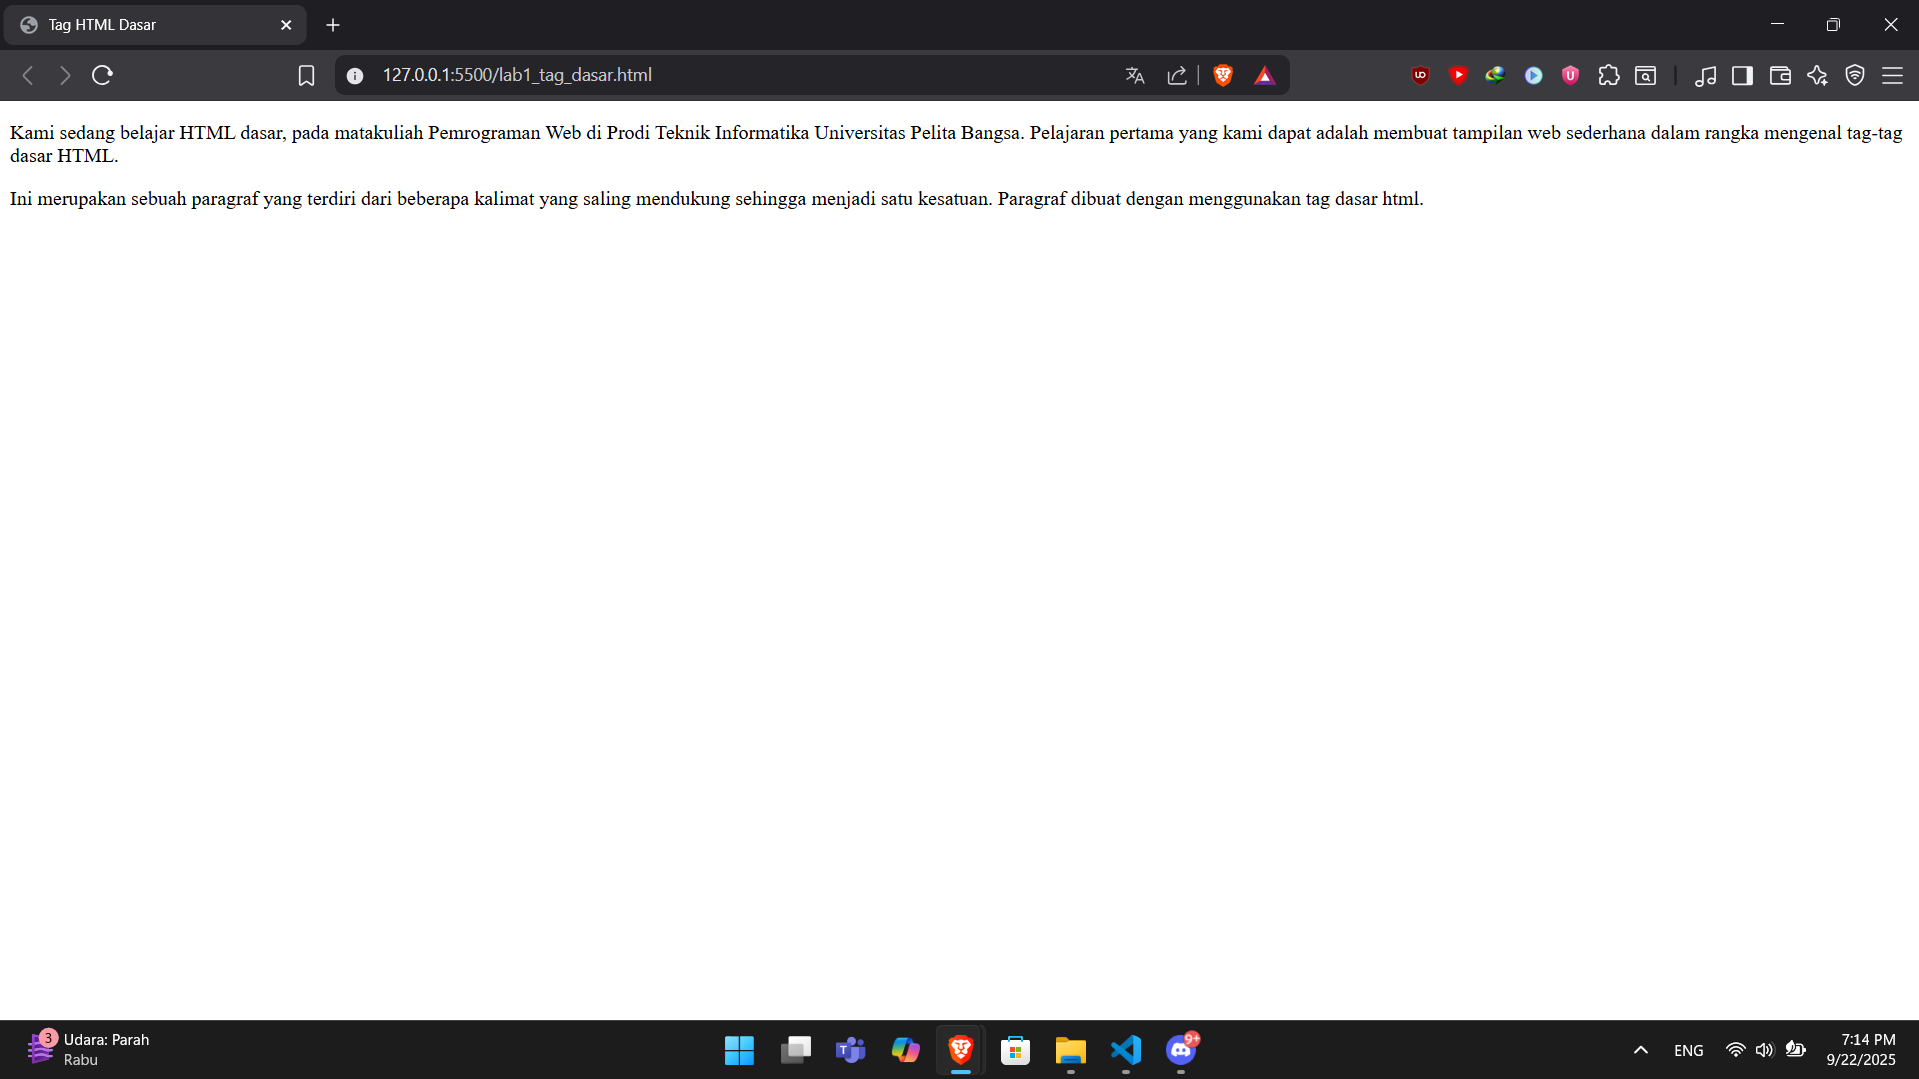 Tag HTML Dasar
127.0.0.1:5500/lab1_tag_dasar.html
Kami sedang belajar HTML dasar, pada matakuliah Pemrograman Web di Prodi Teknik Informatika Universitas Pelita Bangsa. Pelajaran pertama yang kami dapat adalah membuat tampilan web sederhana dalam rangka mengenal tag-tag
dasar HTML.
Ini merupakan sebuah paragraf yang terdiri dari beberapa kalimat yang saling mendukung sehingga menjadi satu kesatuan. Paragraf dibuat dengan menggunakan tag dasar html.
3
Udara: Parah
Rabu
9+
ENG
7:14 PM
9/22/2025